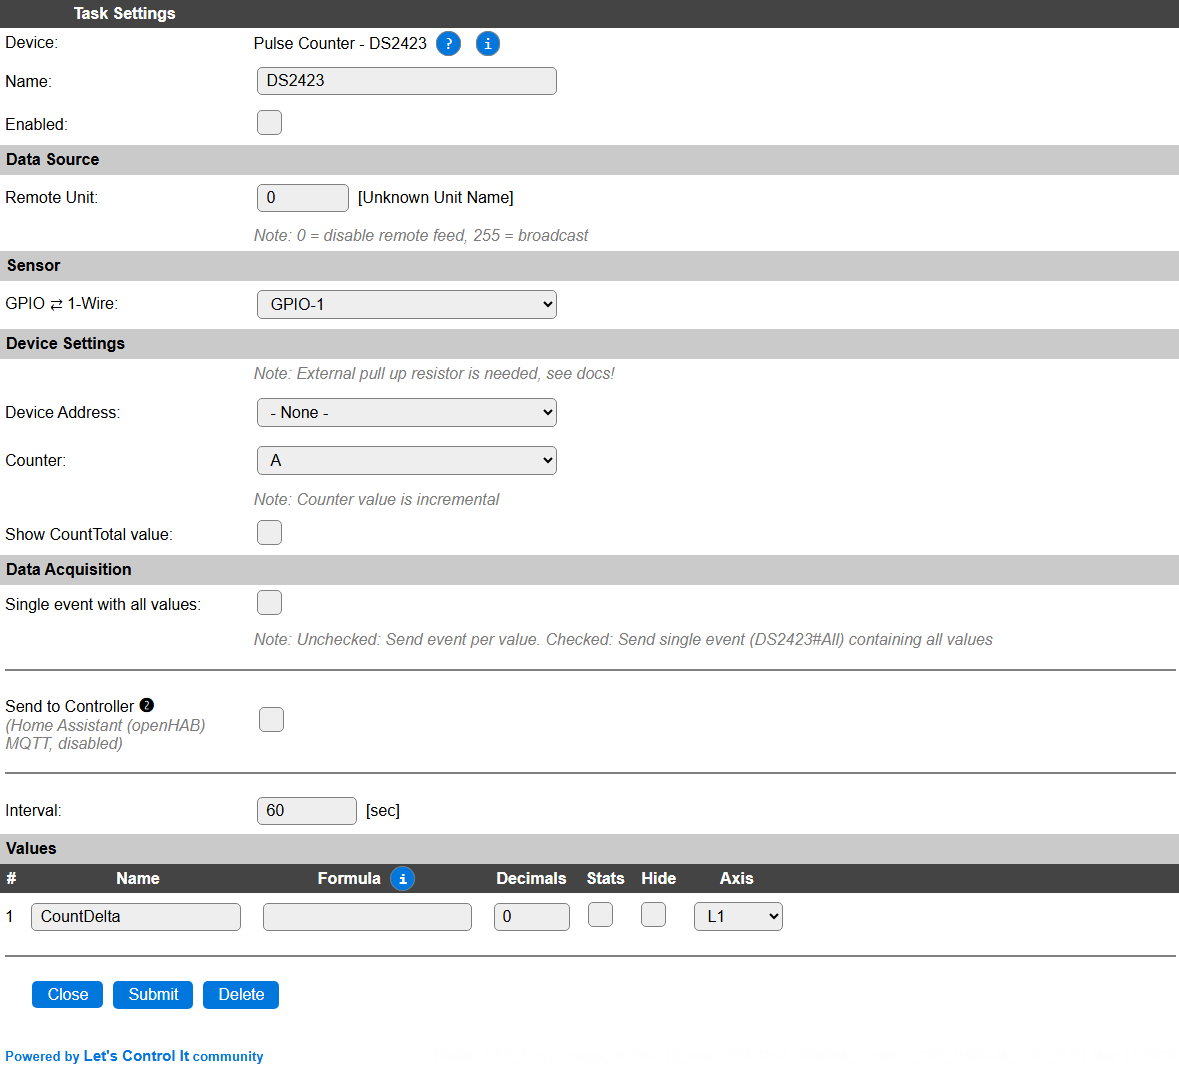 Task Settings
Device: Pulse Counter - DS2423 ? i
Name: DS2423
Enabled:
Data Source
Remote Unit: 0 [Unknown Unit Name]
Note: 0 = disable remote feed, 255 = broadcast
Sensor
GPIO ⇄ 1-Wire: GPIO-1
Device Settings
Note: External pull up resistor is needed, see docs!
Device Address: - None -
Counter: A
Note: Counter value is incremental
Show CountTotal value:
Data Acquisition
Single event with all values:
Note: Unchecked: Send event per value. Checked: Send single event (DS2423#All) containing all values
Send to Controller ❷
(Home Assistant (openHAB)
MQTT, disabled)
Interval: 60 [sec]
Values
# Name Formula i Decimals Stats Hide Axis
1 CountDelta 0 L1
Close Submit Delete
Powered by Let's Control It community